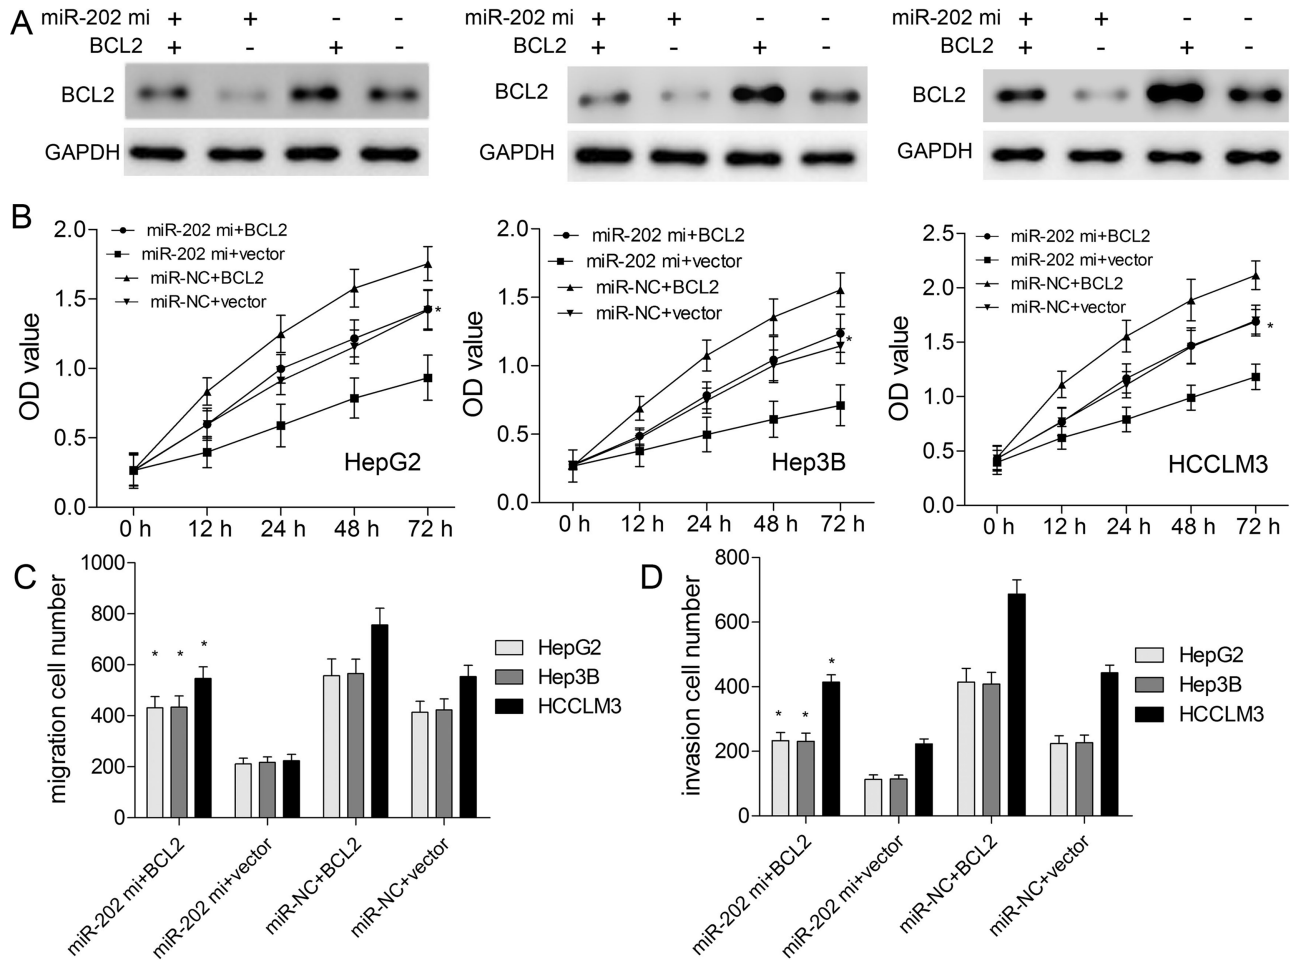 A
miR-202 mi + + - -
BCL2 + - + -
BCL2
GAPDH
miR-202 mi + + - -
BCL2 + - + -
BCL2
GAPDH
miR-202 mi + + - -
BCL2 + - + -
BCL2
GAPDH
B
OD value
2.0
1.5
1.0
0.5
0.0
miR-202 mi+BCL2
miR-202 mi+vector
miR-NC+BCL2
miR-NC+vector
*
HepG2
0 h 12 h 24 h 48 h 72 h
OD value
2.0
1.5
1.0
0.5
0.0
miR-202 mi+BCL2
miR-202 mi+vector
miR-NC+BCL2
miR-NC+vector
*
Hep3B
0 h 12 h 24 h 48 h 72 h
OD value
2.5
2.0
1.5
1.0
0.5
0.0
miR-202 mi+BCL2
miR-202 mi+vector
miR-NC+BCL2
miR-NC+vector
*
HCCLM3
0 h 12 h 24 h 48 h 72 h
C
migration cell number
1000
800
600
400
200
0
* * *
HepG2
Hep3B
HCCLM3
miR-202 mi+BCL2
miR-202 mi+vector
miR-NC+BCL2
miR-NC+vector
D
invasion cell number
800
600
400
200
0
* * *
HepG2
Hep3B
HCCLM3
miR-202 mi+BCL2
miR-202 mi+vector
miR-NC+BCL2
miR-NC+vector